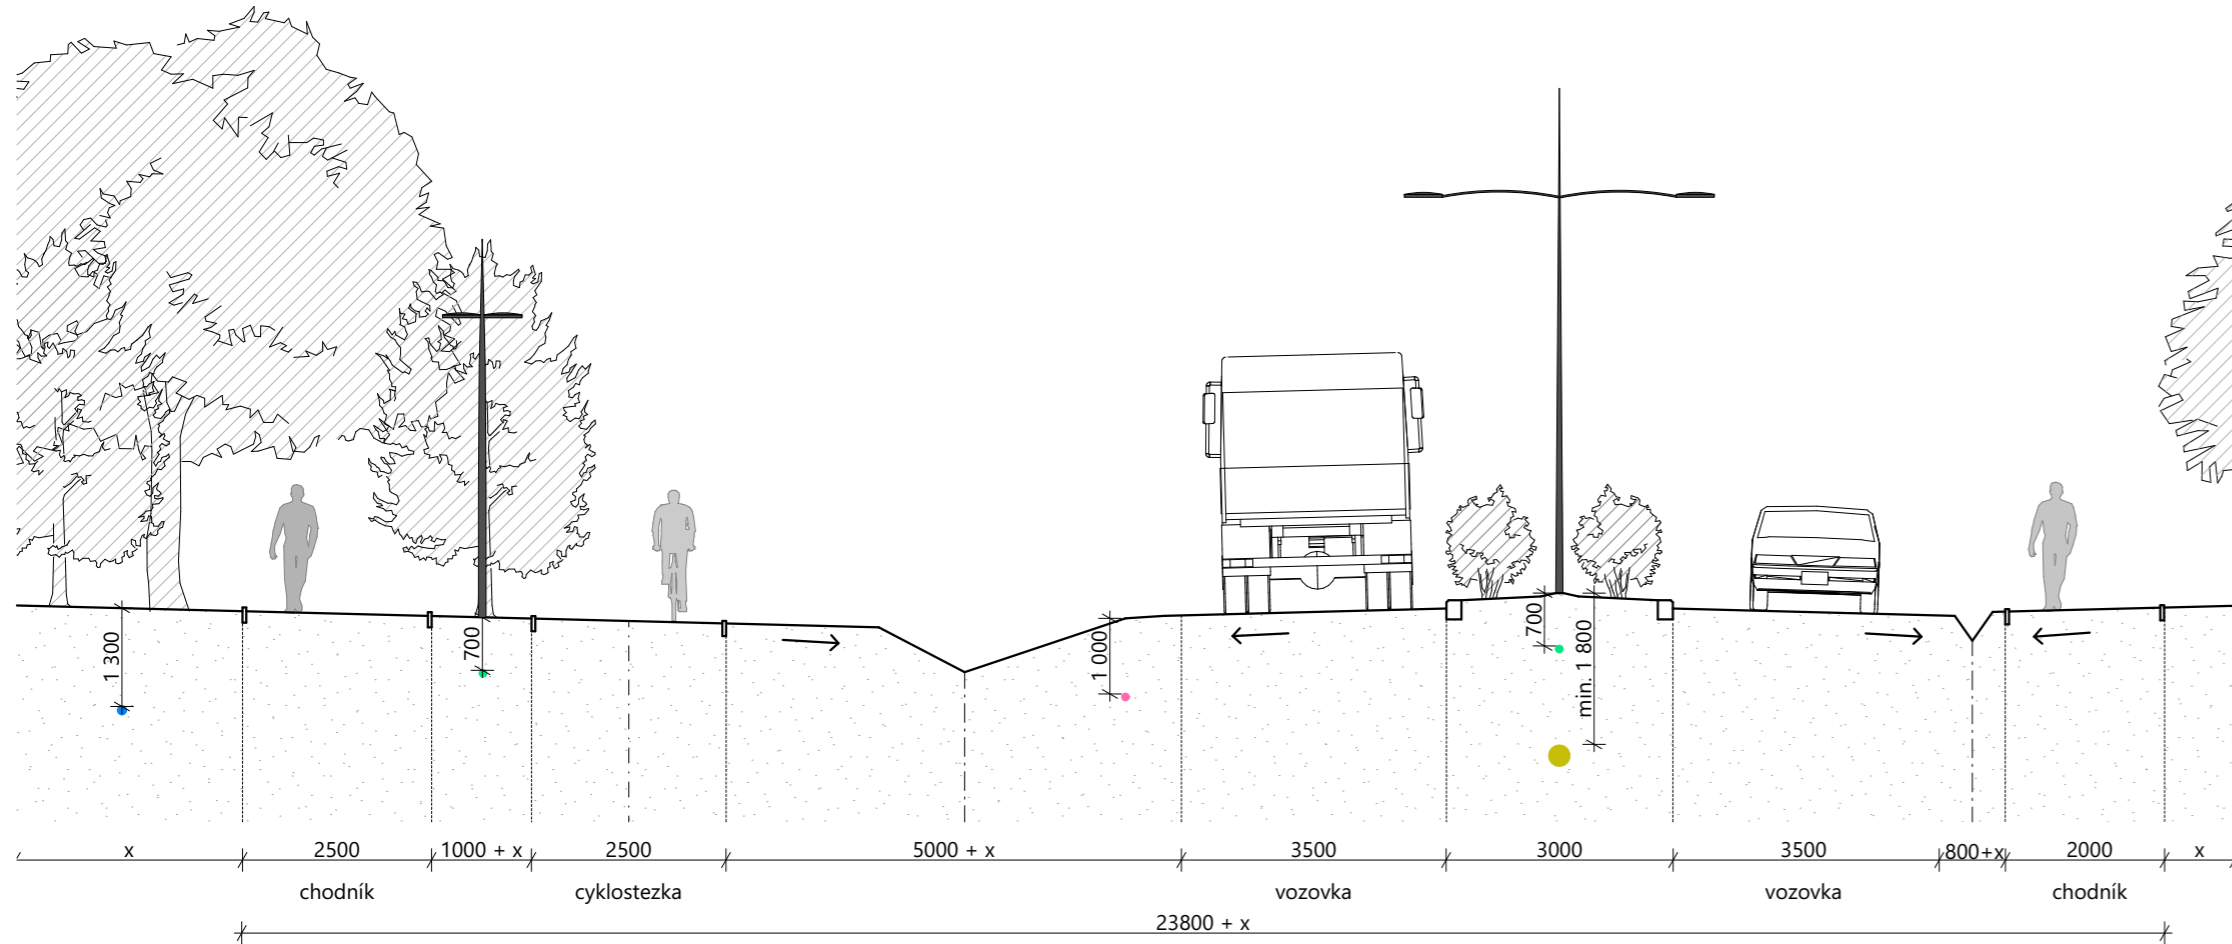 1 300
700
1 000
700
min. 1 800
x
2500
1000 + x
2500
5000 + x
3500
3000
3500
800+x
2000
x
chodník
cyklostezka
vozovka
vozovka
chodník
23800 + x